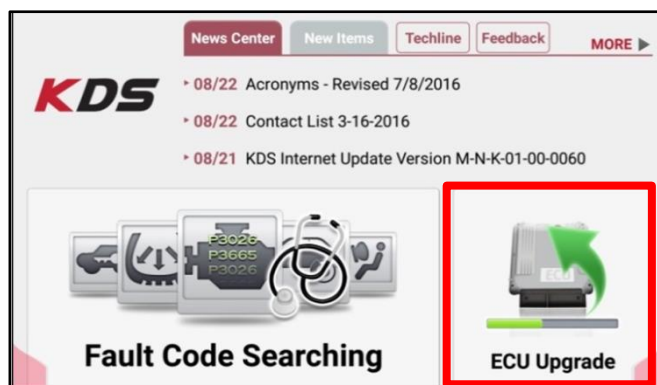 News Center New Items Techline Feedback MORE
KDS
08/22 Acronyms - Revised 7/8/2016
08/22 Contact List 3-16-2016
08/21 KDS Internet Update Version M-N-K-01-00-0060
P3026
P3665
P3026
ECU
Fault Code Searching
ECU Upgrade